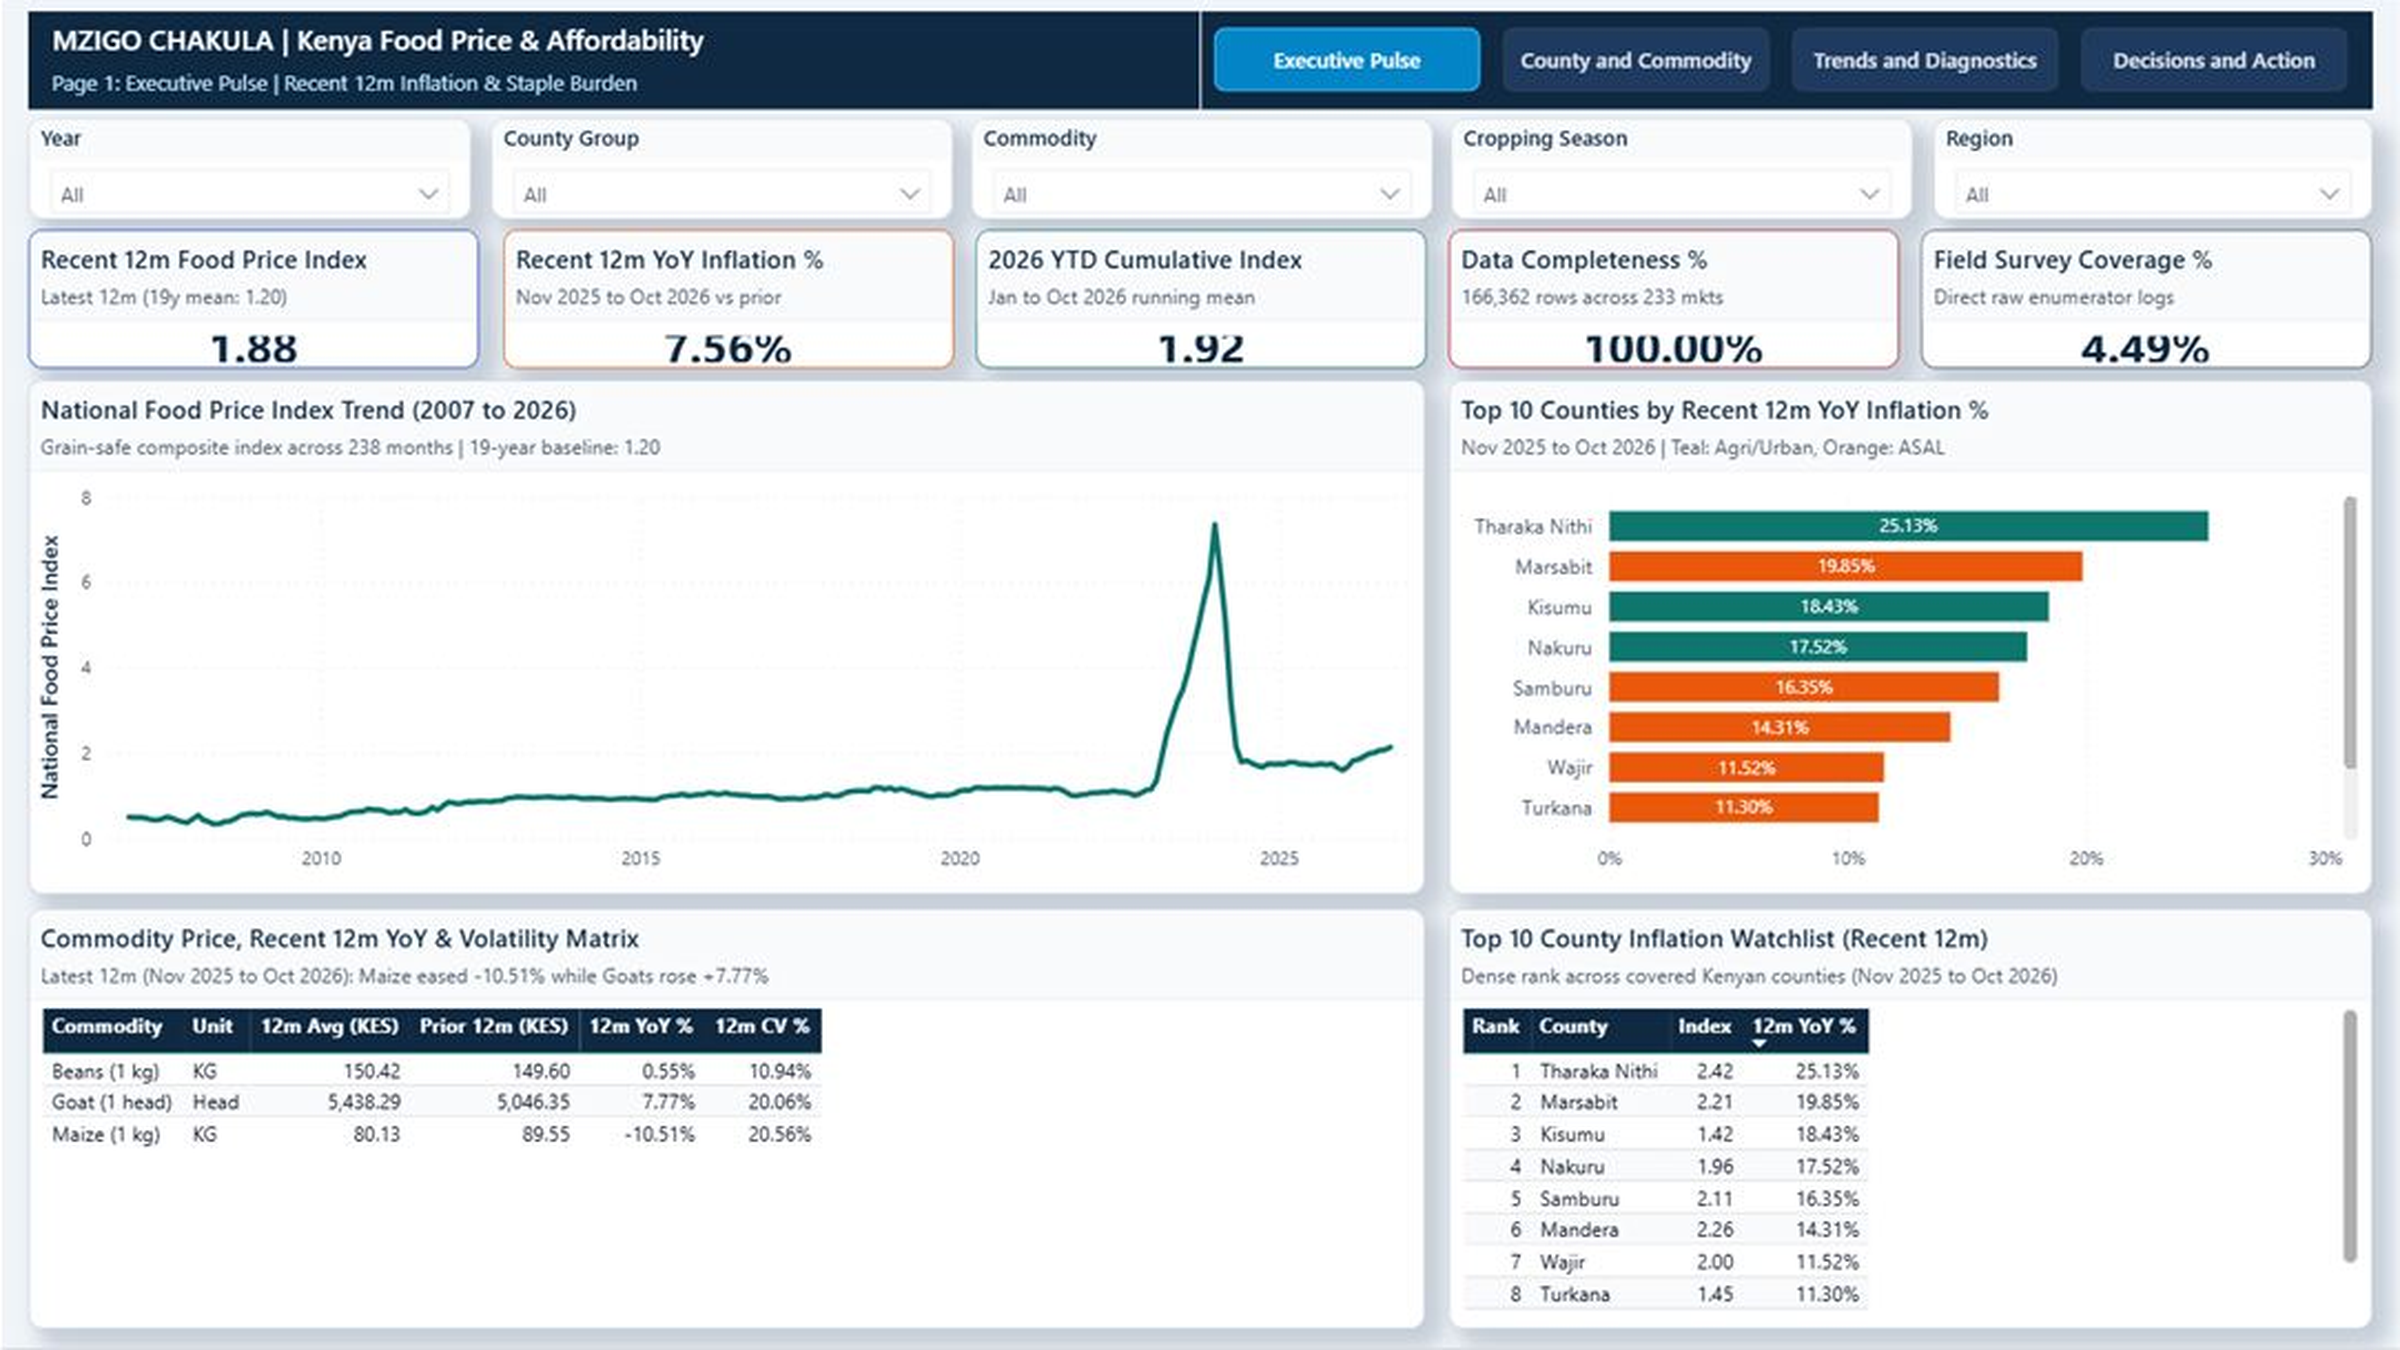 MZIGO CHAKULA | Kenya Food Price & Affordability
Page 1: Executive Pulse | Recent 12m Inflation & Staple Burden
Executive Pulse
County and Commodity
Trends and Diagnostics
Decisions and Action
Year
All
County Group
All
Commodity
All
Cropping Season
All
Region
All
Recent 12m Food Price Index
Latest 12m (19y mean: 1.20)
1.88
Recent 12m YoY Inflation %
Nov 2025 to Oct 2026 vs prior
7.56%
2026 YTD Cumulative Index
Jan to Oct 2026 running mean
1.92
Data Completeness %
166,362 rows across 233 mkts
100.00%
Field Survey Coverage %
Direct raw enumerator logs
4.49%
National Food Price Index Trend (2007 to 2026)
Grain-safe composite index across 238 months | 19-year baseline: 1.20
National Food Price Index
8
6
4
2
0
2010 2015 2020 2025
Top 10 Counties by Recent 12m YoY Inflation %
Nov 2025 to Oct 2026 | Teal: Agri/Urban, Orange: ASAL
Tharaka Nithi 25.13%
Marsabit 19.85%
Kisumu 18.43%
Nakuru 17.52%
Samburu 16.35%
Mandera 14.31%
Wajir 11.52%
Turkana 11.30%
0% 10% 20% 30%
Commodity Price, Recent 12m YoY & Volatility Matrix
Latest 12m (Nov 2025 to Oct 2026): Maize eased -10.51% while Goats rose +7.77%
Commodity Unit 12m Avg (KES) Prior 12m (KES) 12m YoY % 12m CV %
Beans (1 kg) KG 150.42 149.60 0.55% 10.94%
Goat (1 head) Head 5,438.29 5,046.35 7.77% 20.06%
Maize (1 kg) KG 80.13 89.55 -10.51% 20.56%
Top 10 County Inflation Watchlist (Recent 12m)
Dense rank across covered Kenyan counties (Nov 2025 to Oct 2026)
Rank County Index 12m YoY %
1 Tharaka Nithi 2.42 25.13%
2 Marsabit 2.21 19.85%
3 Kisumu 1.42 18.43%
4 Nakuru 1.96 17.52%
5 Samburu 2.11 16.35%
6 Mandera 2.26 14.31%
7 Wajir 2.00 11.52%
8 Turkana 1.45 11.30%